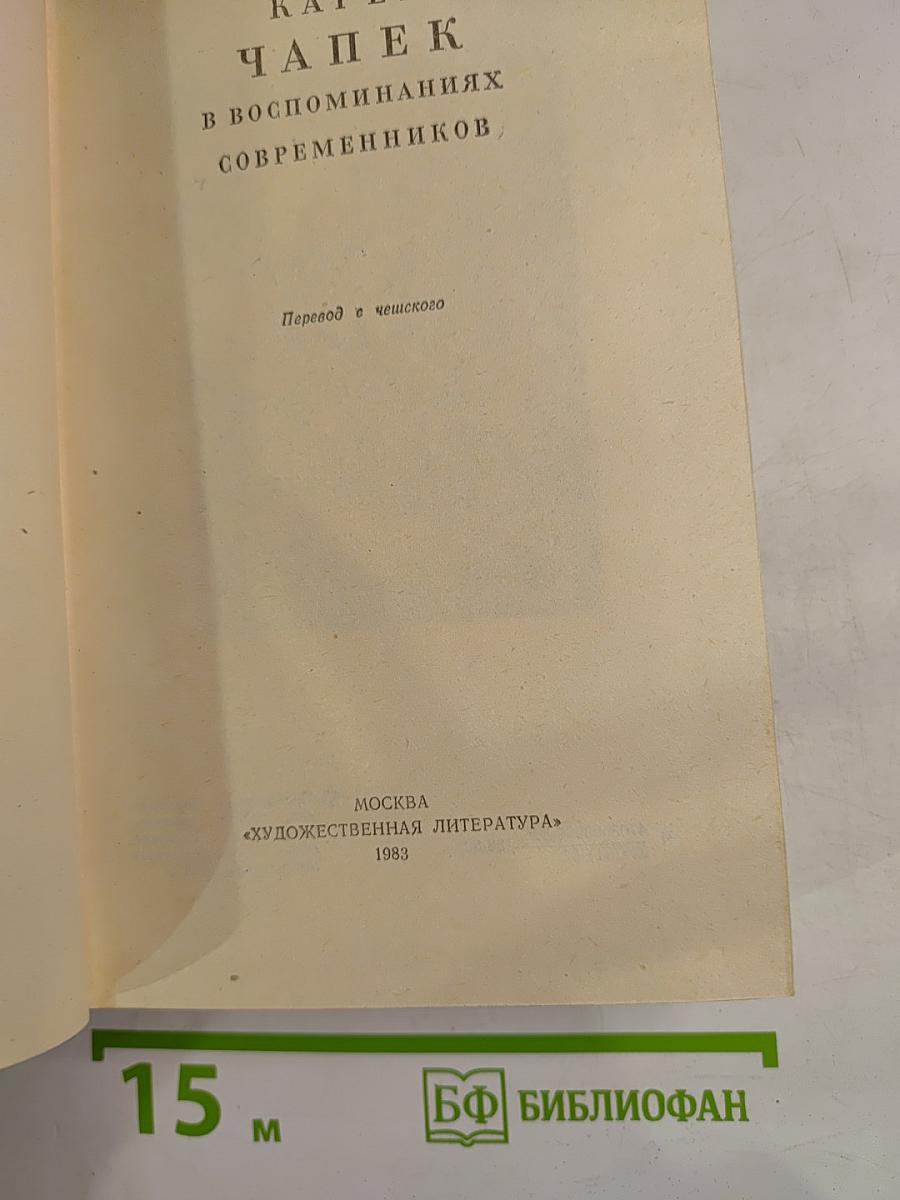 ЧАПЕК
В ВОСПОМИНАНИЯХ
СОВРЕМЕННИКОВ
Перевод с чешского
МОСКВА
«ХУДОЖЕСТВЕННАЯ ЛИТЕРАТУРА»
1983
15 м
БФ БИБЛИОФАН